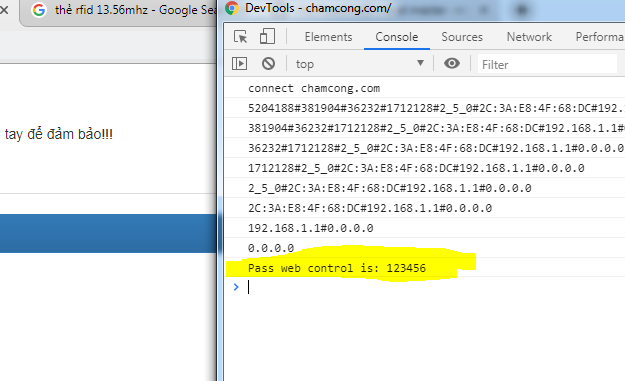 thẻ rfid 13.56mhz - Google Sea
DevTools - chamcong.com/
Elements Console Sources Network Performa
top Filter
tay để đảm bảo!!!
connect chamcong.com
5204188#381904#36232#1712128#2_5_0#2C:3A:E8:4F:68:DC#192.
381904#36232#1712128#2_5_0#2C:3A:E8:4F:68:DC#192.168.1.1#
36232#1712128#2_5_0#2C:3A:E8:4F:68:DC#192.168.1.1#0.0.0.0
1712128#2_5_0#2C:3A:E8:4F:68:DC#192.168.1.1#0.0.0.0
2_5_0#2C:3A:E8:4F:68:DC#192.168.1.1#0.0.0.0
2C:3A:E8:4F:68:DC#192.168.1.1#0.0.0.0
192.168.1.1#0.0.0.0
0.0.0.0
Pass web control is: 123456